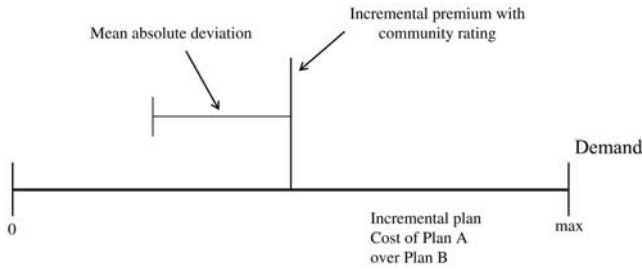 Incremental premium with
community rating
Mean absolute deviation
Demand
0
Incremental plan
Cost of Plan A
over Plan B
max